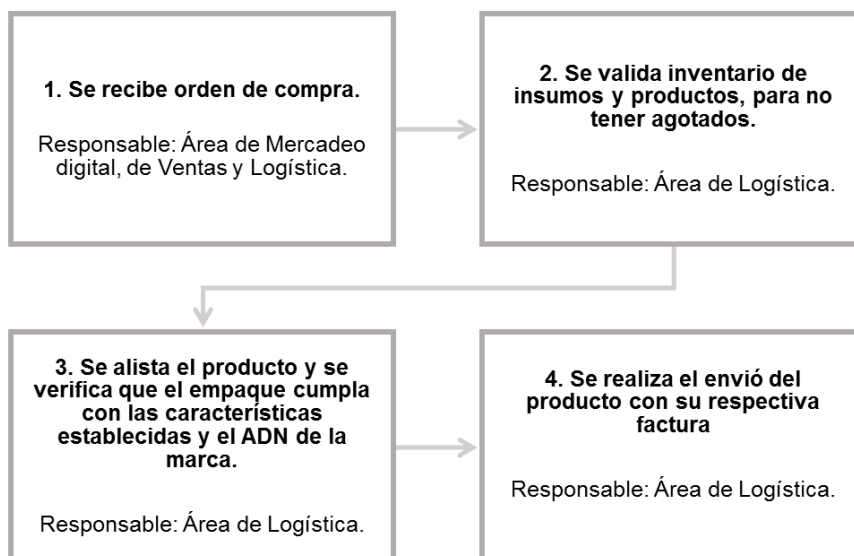 1. Se recibe orden de compra.
Responsable: Área de Mercadeo
digital, de Ventas y Logística.
2. Se valida inventario de
insumos y productos, para no
tener agotados.
Responsable: Área de Logística.
3. Se alista el producto y se
verifica que el empaque cumpla
con las características
establecidas y el ADN de la
marca.
Responsable: Área de Logística.
4. Se realiza el envió del
producto con su respectiva
factura
Responsable: Área de Logística.